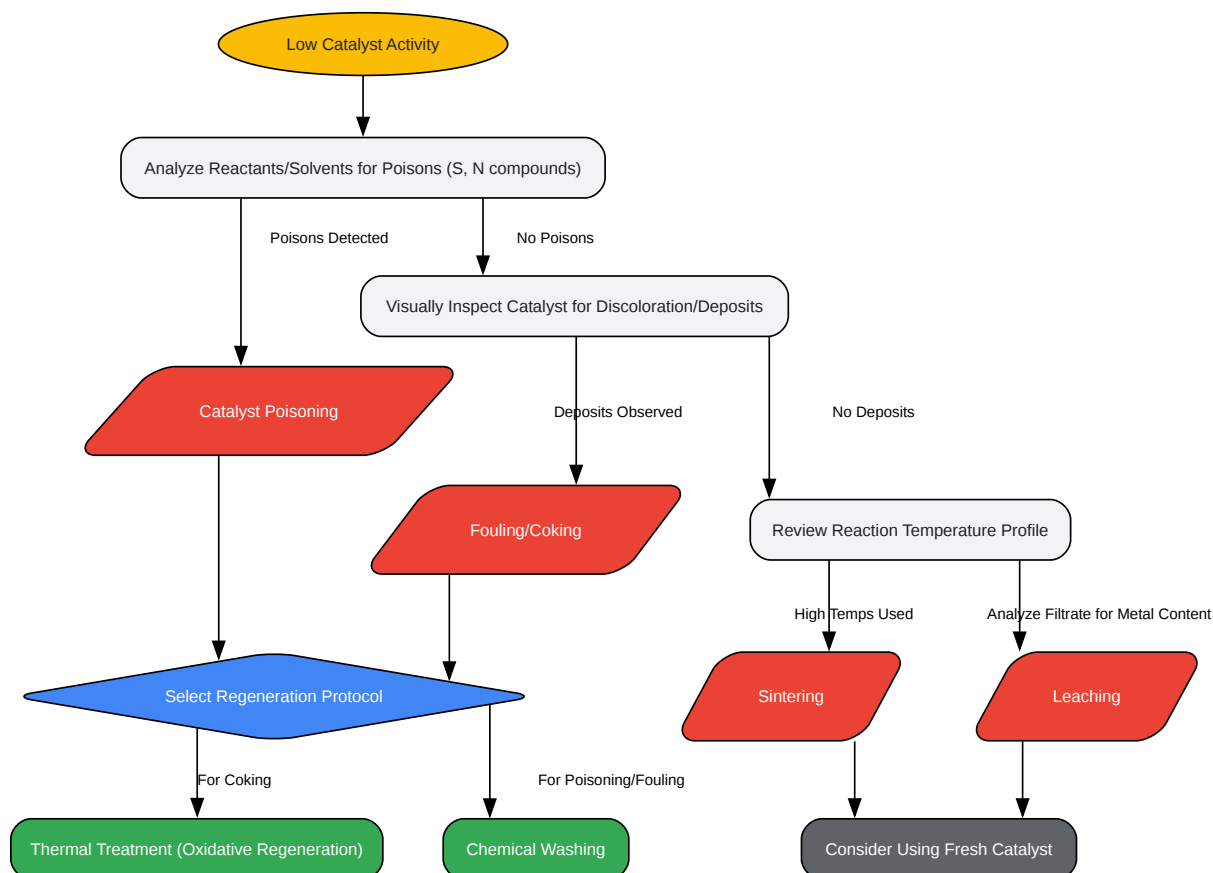 Low Catalyst Activity
Analyze Reactants/Solvents for Poisons (S, N compounds)
Poisons Detected
No Poisons
Visually Inspect Catalyst for Discoloration/Deposits
Catalyst Poisoning
Deposits Observed
No Deposits
Fouling/Coking
Review Reaction Temperature Profile
High Temps Used
Analyze Filtrate for Metal Content
Select Regeneration Protocol
Sintering
Leaching
For Coking
For Poisoning/Fouling
Thermal Treatment (Oxidative Regeneration)
Chemical Washing
Consider Using Fresh Catalyst